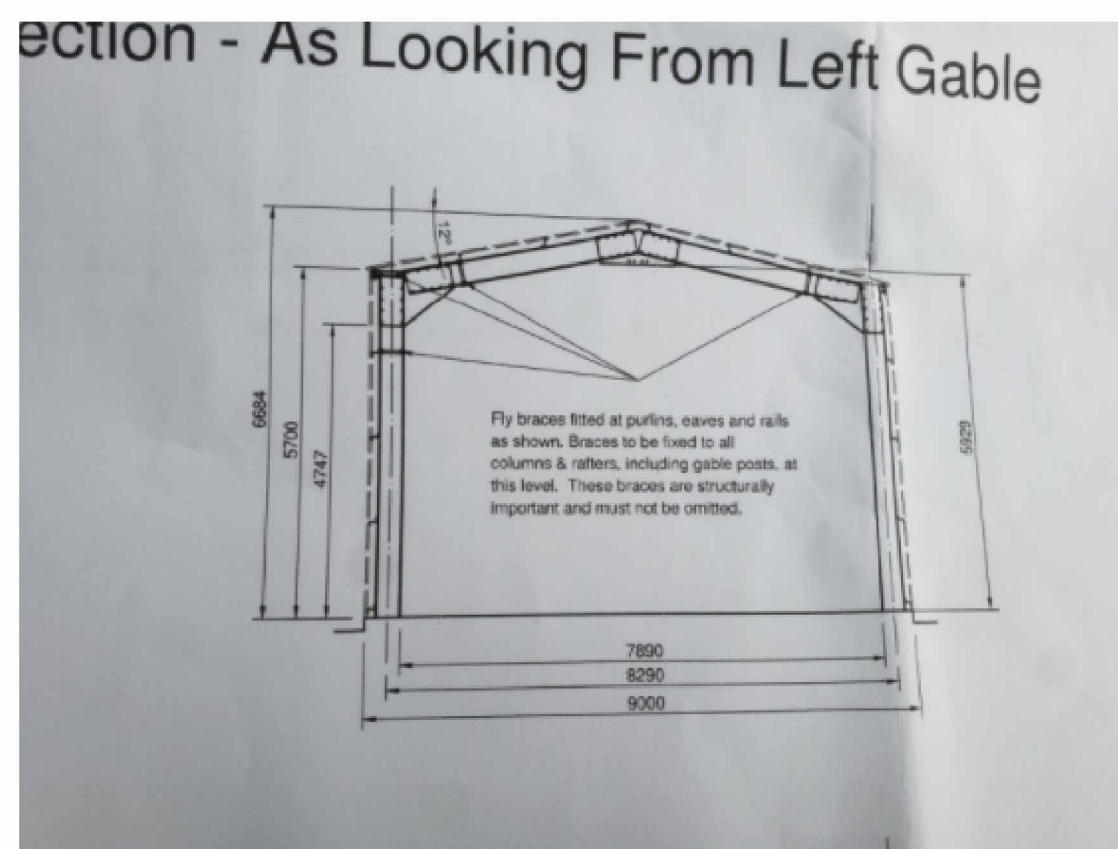 ection - As Looking From Left Gable
12°
6684
5700
4747
5929
Fly braces fitted at purlins, eaves and rails
as shown. Braces to be fixed to all
columns & rafters, including gable posts, at
this level. These braces are structurally
important and must not be omitted.
7890
8290
9000